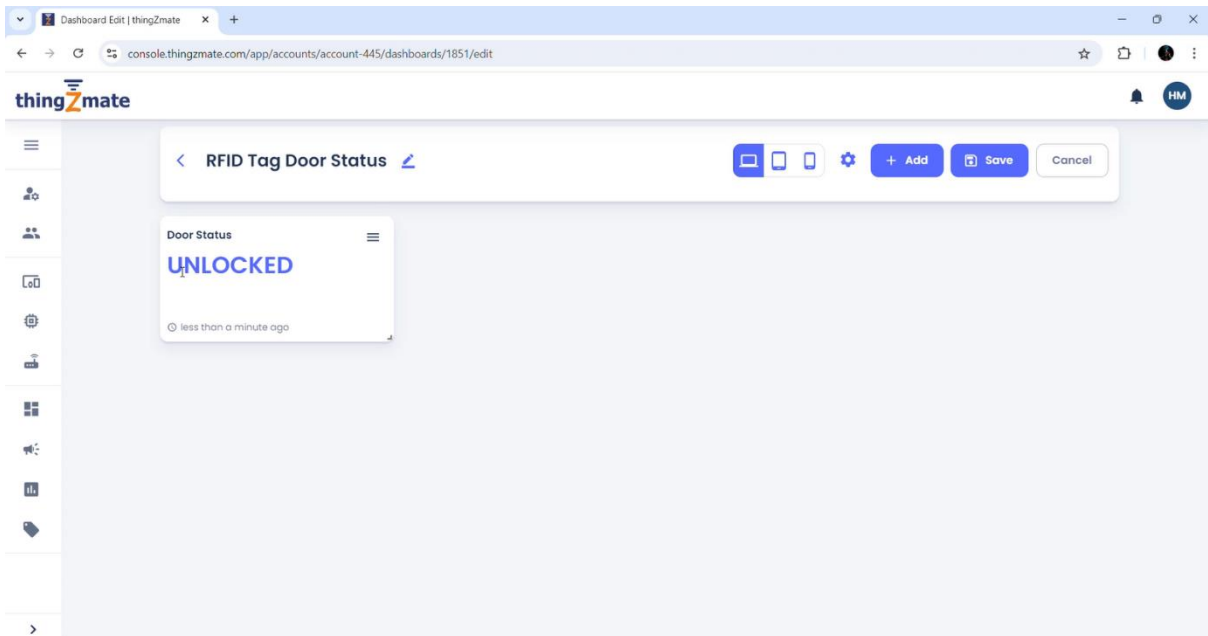 Dashboard Edit | thingZmate
console.thingzmate.com/app/accounts/account-445/dashboards/1851/edit
thingZmate
HM
RFID Tag Door Status
+ Add
Save
Cancel
Door Status
UNLOCKED
less than a minute ago